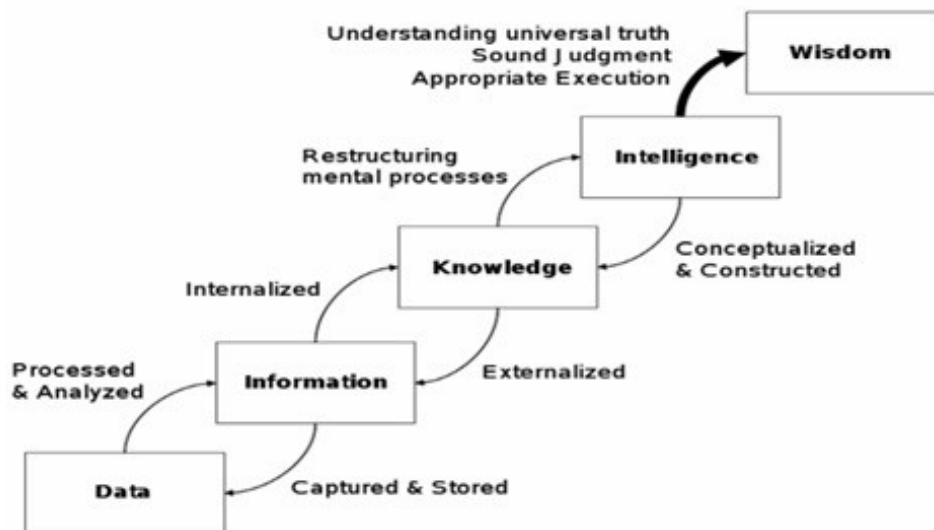 Understanding universal truth
Sound Judgment
Appropriate Execution
Wisdom
Restructuring
mental processes
Intelligence
Conceptualized
& Constructed
Internalized
Knowledge
Externalized
Processed
& Analyzed
Information
Captured & Stored
Data